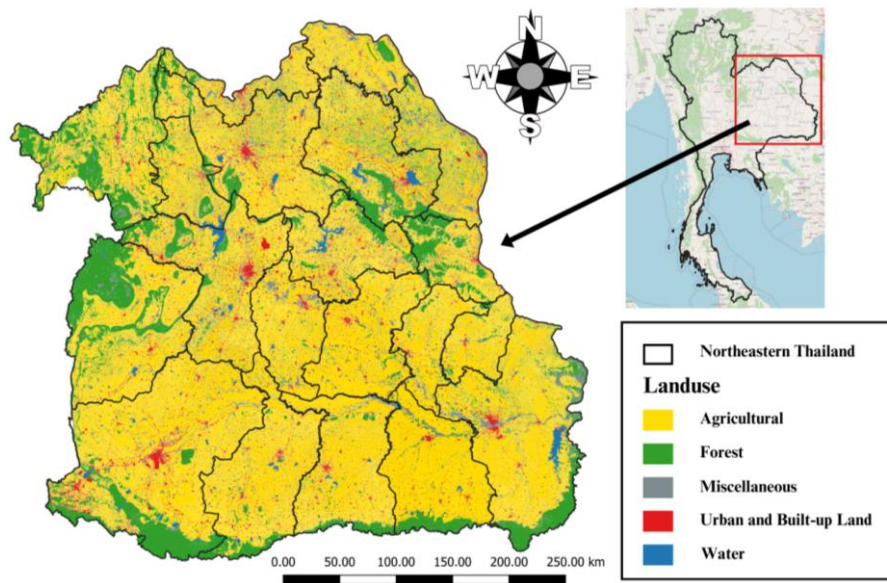 N
W E
S
Northeastern Thailand
Landuse
Agricultural
Forest
Miscellaneous
Urban and Built-up Land
Water
0.00 50.00 100.00 150.00 200.00 250.00 km